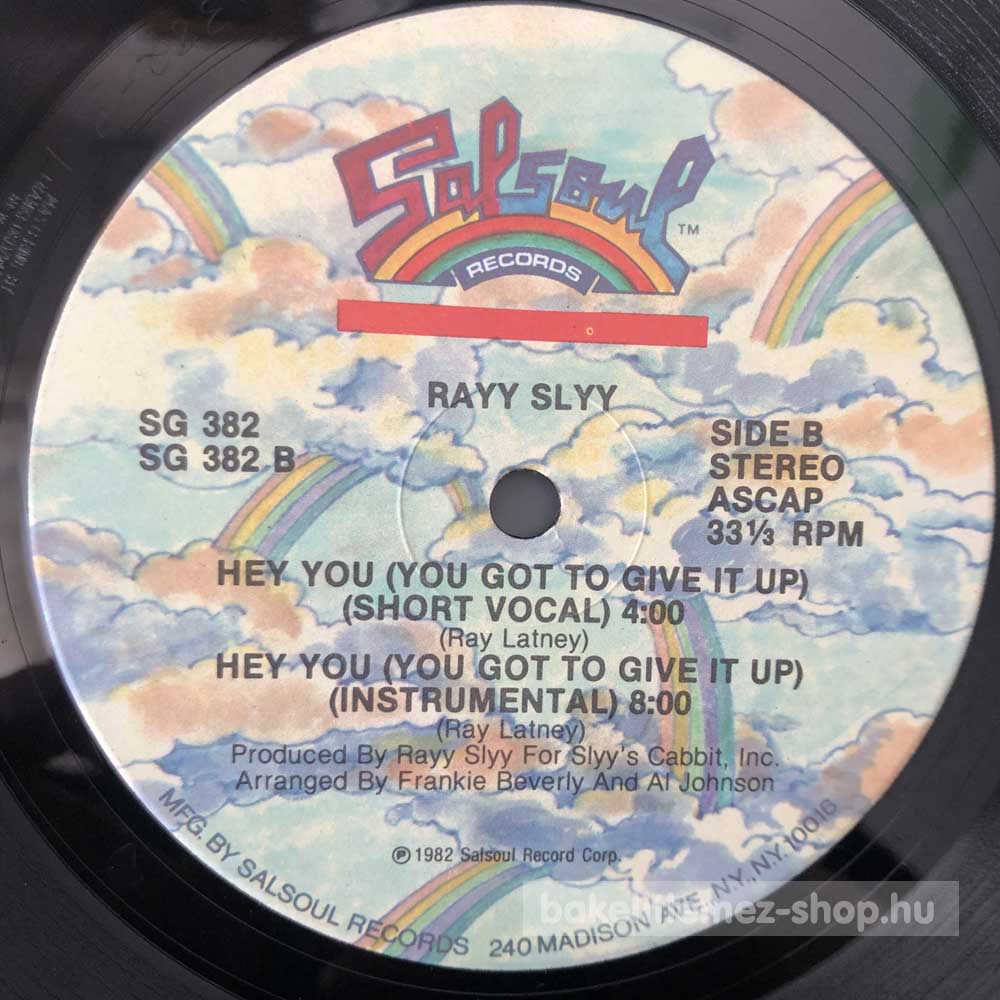 Salsoul
TM
RECORDS
RAYY SLYY
SG 382
SG 382 B
SIDE B
STEREO
ASCAP
33 1/3 RPM
HEY YOU (YOU GOT TO GIVE IT UP)
(SHORT VOCAL) 4:00
(Ray Latney)
HEY YOU (YOU GOT TO GIVE IT UP)
(INSTRUMENTAL) 8:00
(Ray Latney)
Produced By Rayy Slyy For Slyy's Cabbit, Inc.
Arranged By Frankie Beverly And Al Johnson
℗ 1982 Salsoul Record Corp.
MFG. BY SALSOUL RECORDS 240 MADISON AVE., N.Y., N.Y. 10016
bakelitlemez-shop.hu